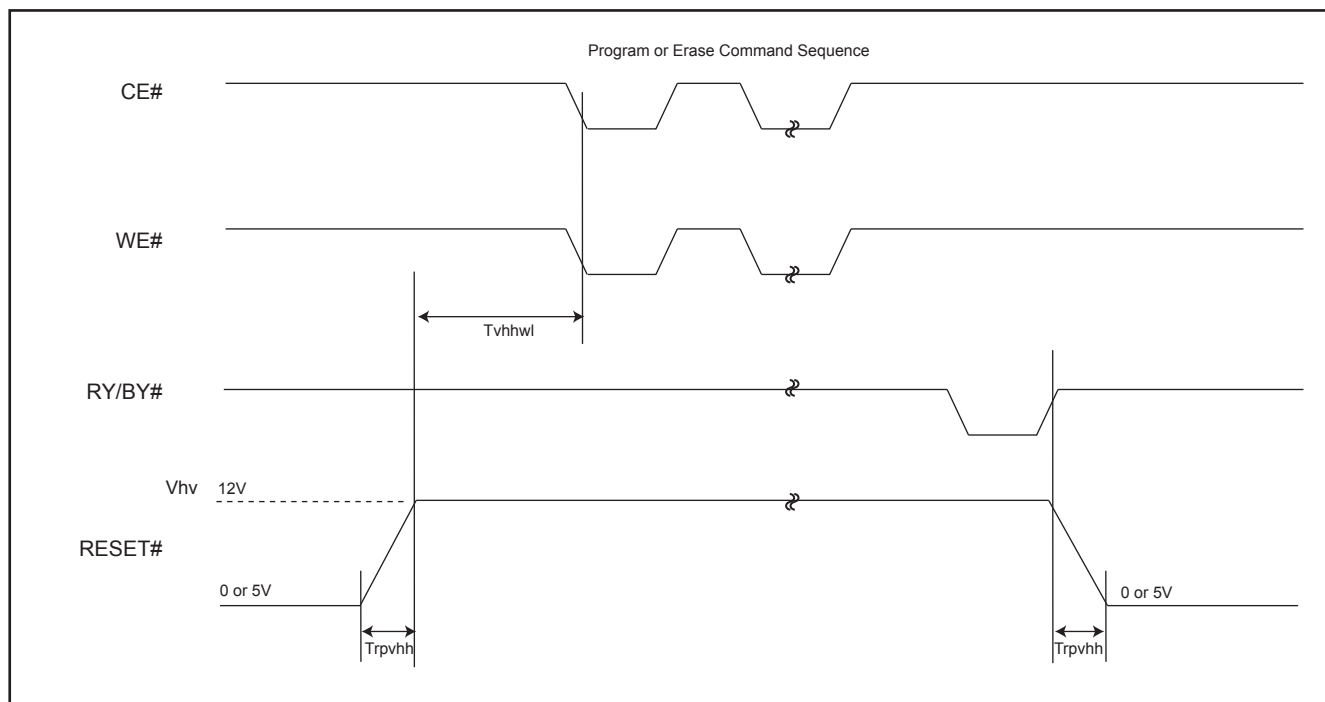 Program or Erase Command Sequence
CE#
WE#
Tvhhwl
RY/BY#
Vhv 12V
RESET#
0 or 5V 0 or 5V
Trpvhh Trpvhh